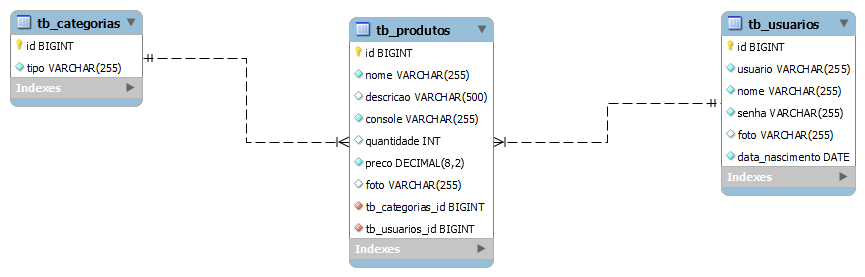 tb_categorias
id BIGINT
tipo VARCHAR(255)
Indexes
tb_produtos
id BIGINT
nome VARCHAR(255)
descricao VARCHAR(500)
console VARCHAR(255)
quantidade INT
preco DECIMAL(8,2)
foto VARCHAR(255)
tb_categorias_id BIGINT
tb_usuarios_id BIGINT
Indexes
tb_usuarios
id BIGINT
usuario VARCHAR(255)
nome VARCHAR(255)
senha VARCHAR(255)
foto VARCHAR(255)
data_nascimento DATE
Indexes